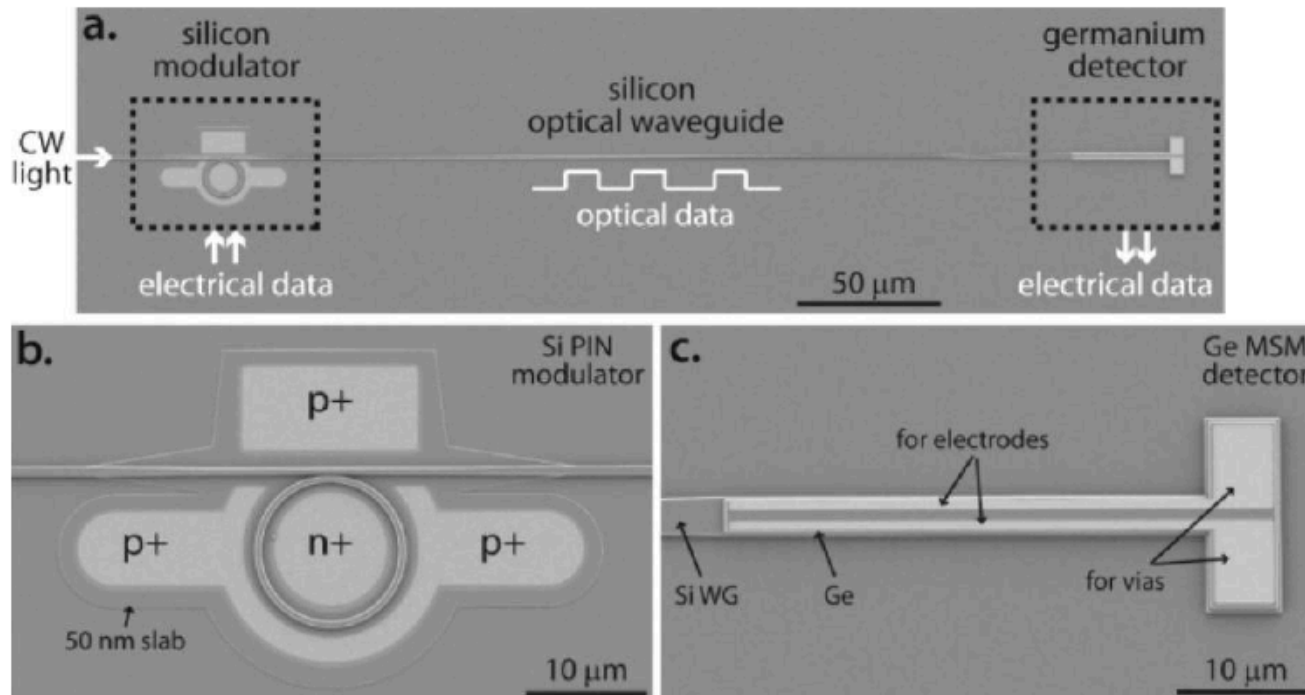 a.
silicon
modulator
germanium
detector
silicon
optical waveguide
CW
light
optical data
electrical data
50 μm
electrical data
b.
Si PIN
modulator
p+
p+
n+
p+
50 nm slab
10 μm
c.
Ge MSM
detector
for electrodes
for vias
Si WG
Ge
10 μm